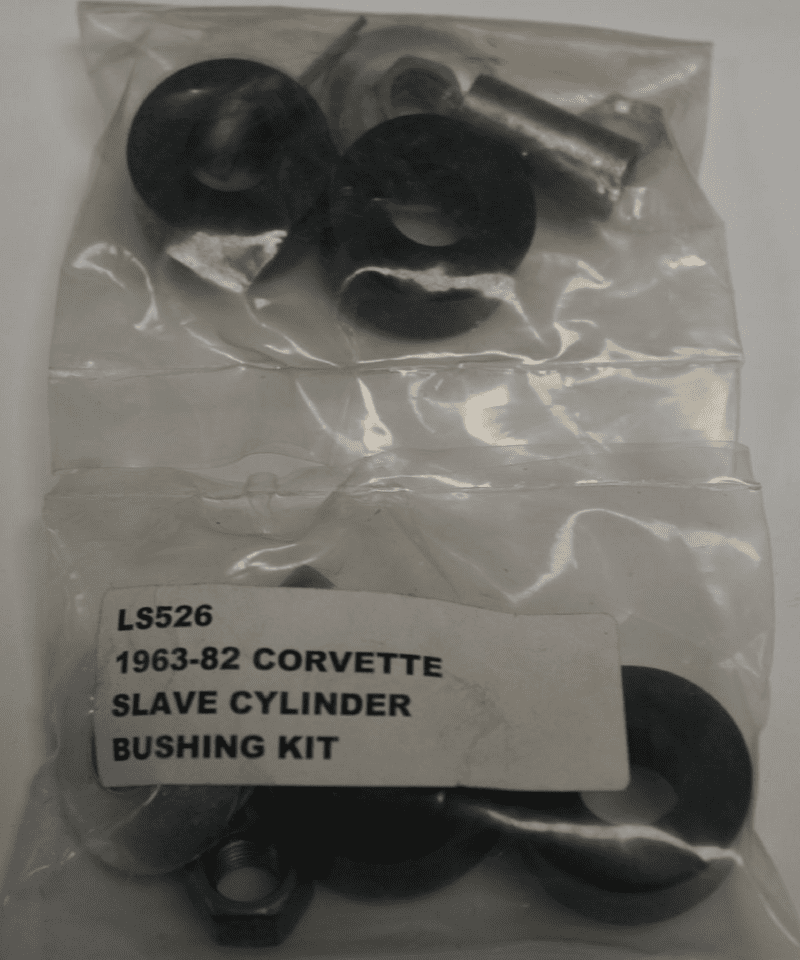 LS526
1963-82 CORVETTE
SLAVE CYLINDER
BUSHING KIT